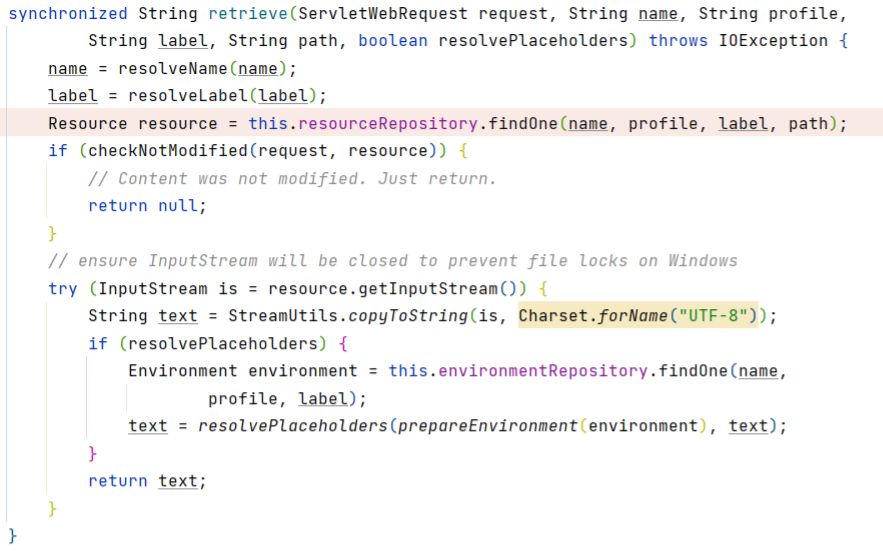 synchronized String retrieve(ServletWebRequest request, String name, String profile,
        String label, String path, boolean resolvePlaceholders) throws IOException {
    name = resolveName(name);
    label = resolveLabel(label);
    Resource resource = this.resourceRepository.findOne(name, profile, label, path);
    if (checkNotModified(request, resource)) {
        // Content was not modified. Just return.
        return null;
    }
    // ensure InputStream will be closed to prevent file locks on Windows
    try (InputStream is = resource.getInputStream()) {
        String text = StreamUtils.copyToString(is, Charset.forName("UTF-8"));
        if (resolvePlaceholders) {
            Environment environment = this.environmentRepository.findOne(name,
                    profile, label);
            text = resolvePlaceholders(prepareEnvironment(environment), text);
        }
        return text;
    }
}